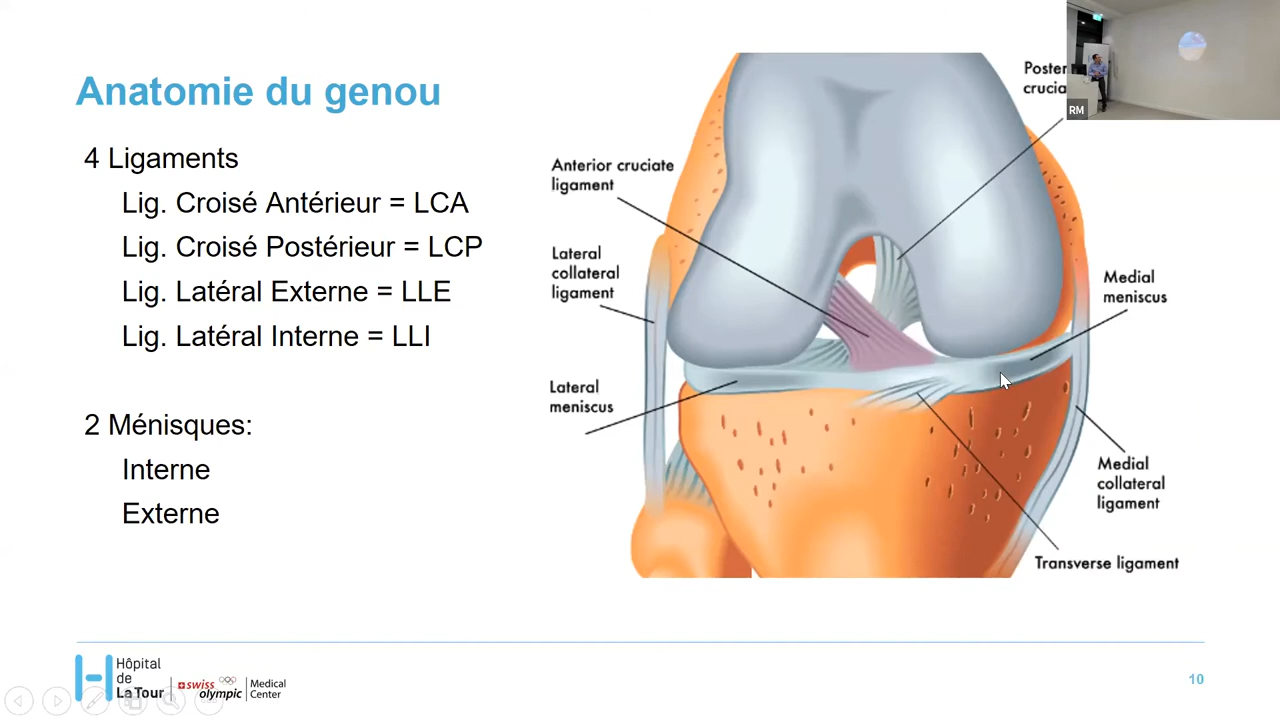 Anatomie du genou
4 Ligaments
Lig. Croisé Antérieur = LCA
Lig. Croisé Postérieur = LCP
Lig. Latéral Externe = LLE
Lig. Latéral Interne = LLI
2 Ménisques:
Interne
Externe
Anterior cruciate
ligament
Lateral
collateral
ligament
Lateral
meniscus
Medial
meniscus
Medial
collateral
ligament
Transverse ligament
RM
Hôpital
de
La Tour
swiss
olympic
Medical
Center
10